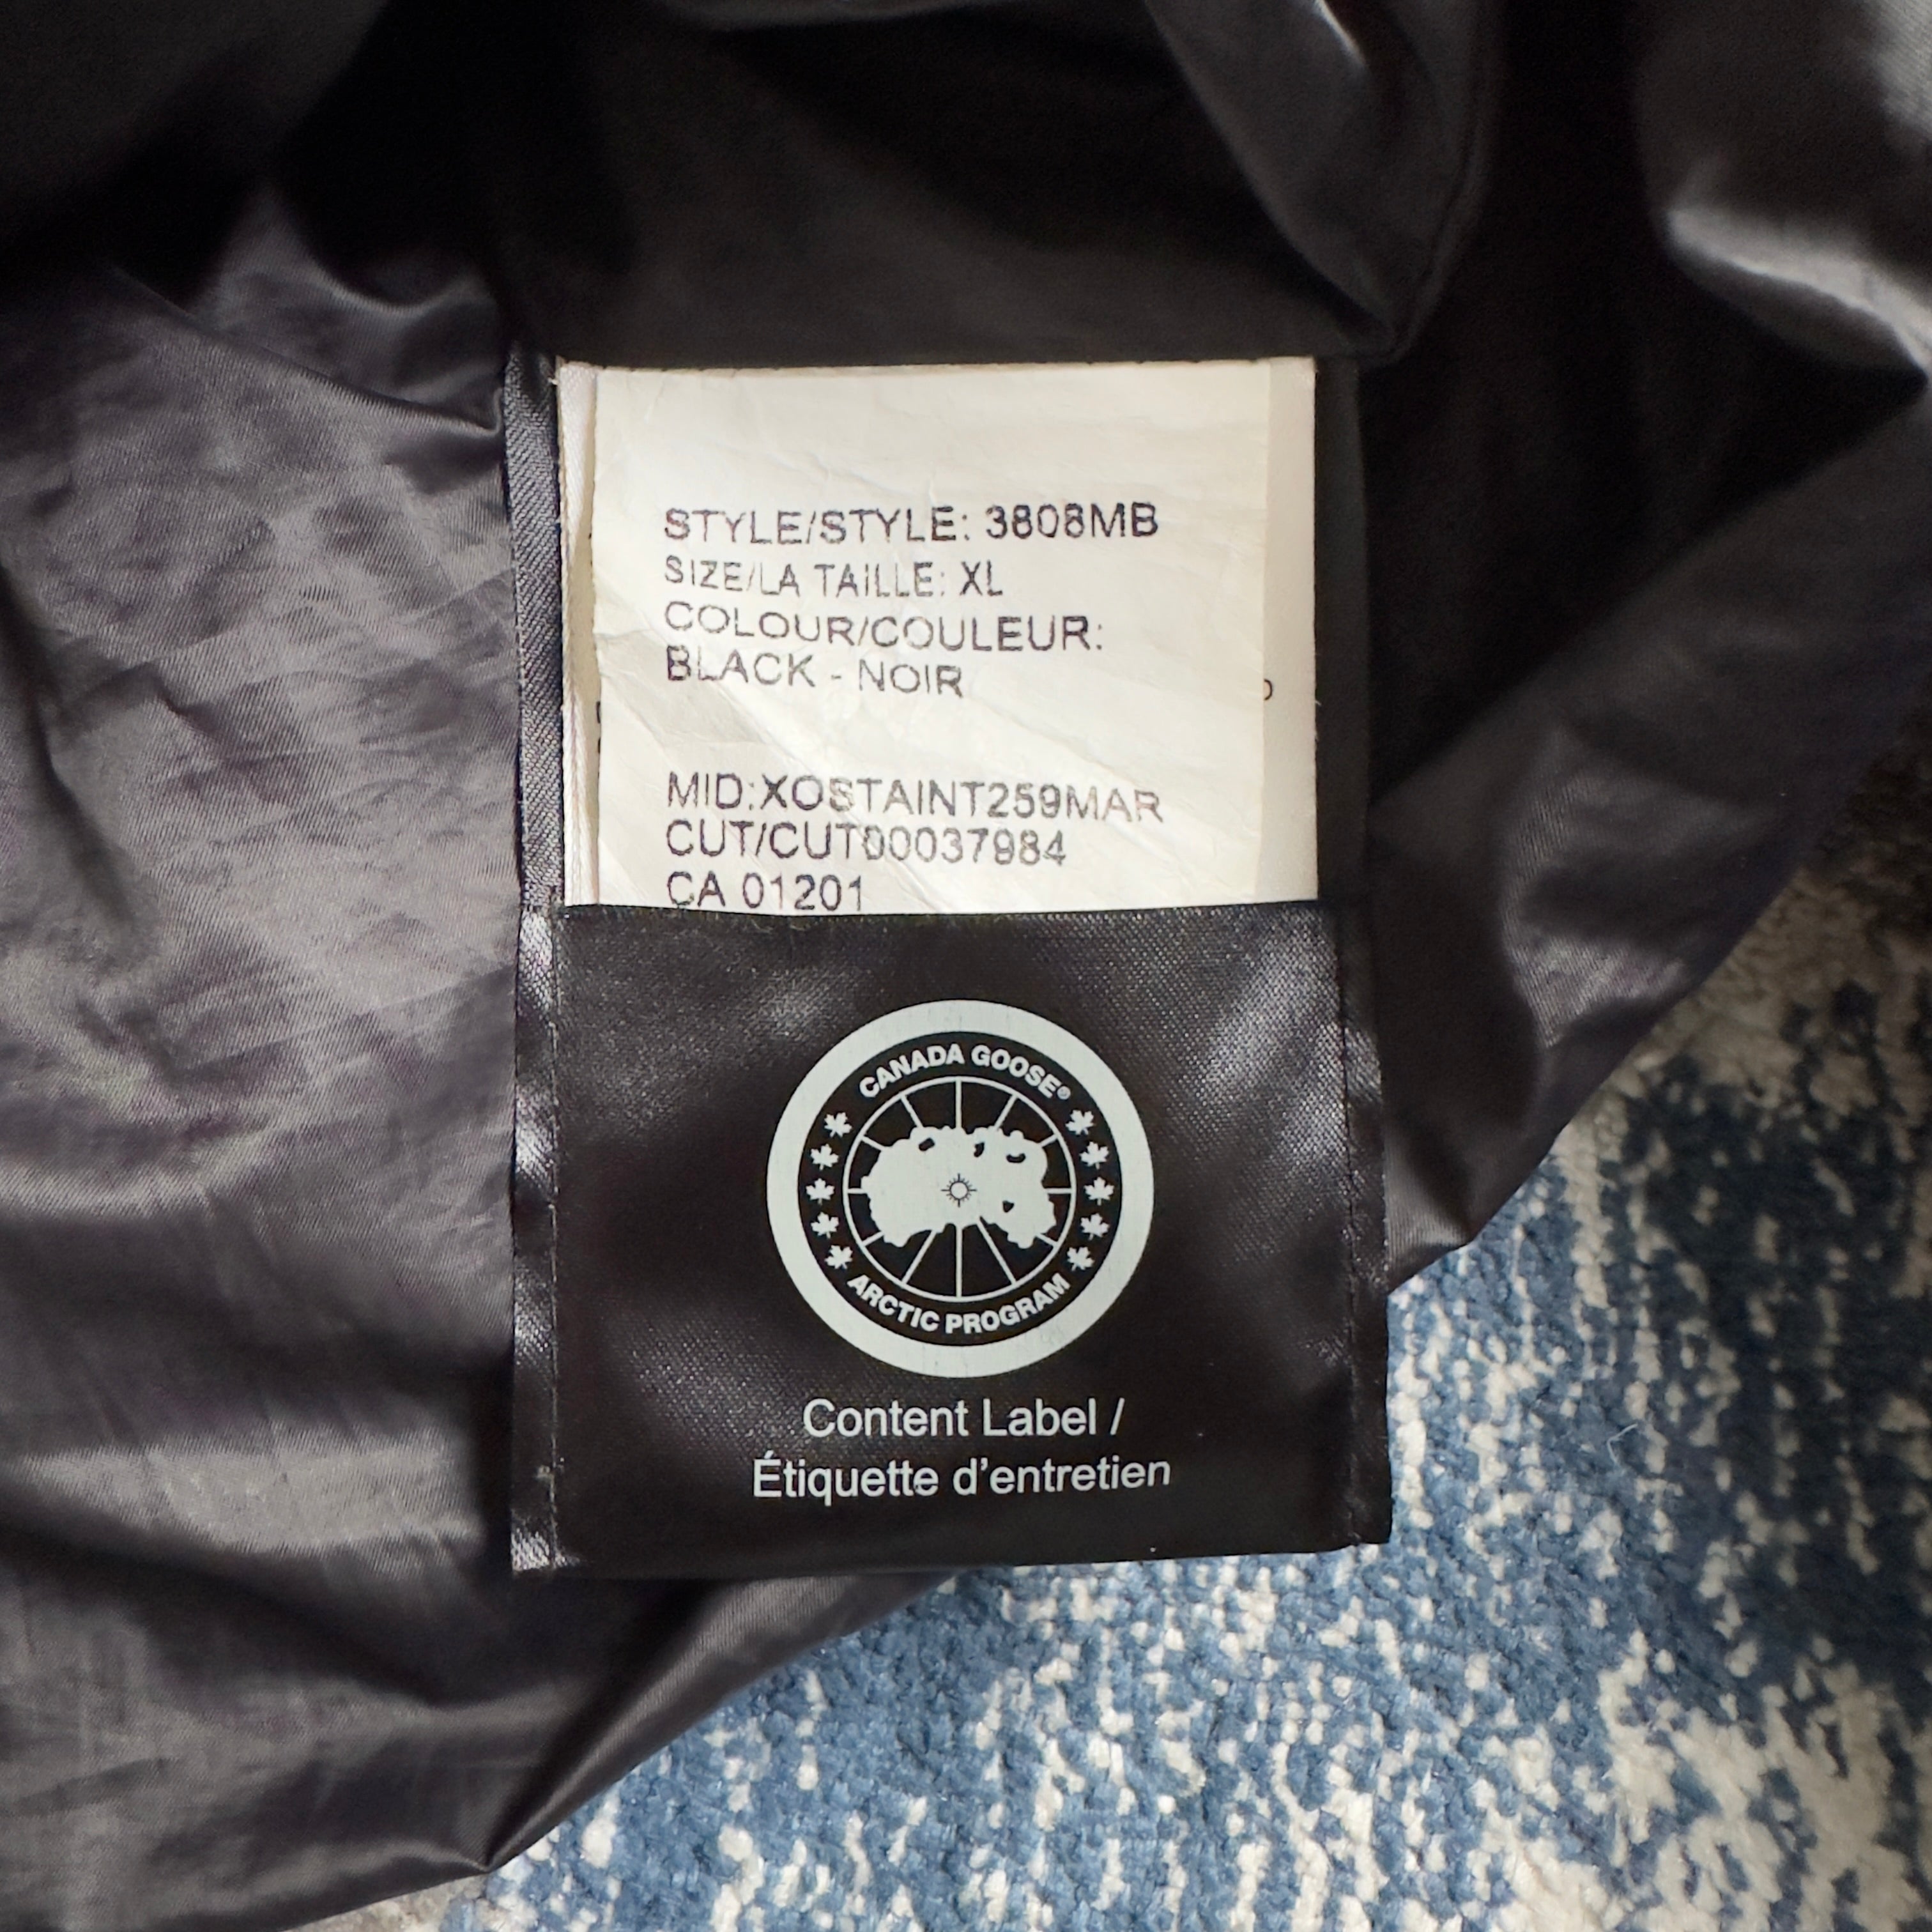 STYLE/STYLE: 3808MB
SIZE/LA TAILLE: XL
COLOUR/COULEUR:
BLACK - NOIR
MID:XOSTAINT259MAR
CUT/CUT00037984
CA 01201
CANADA GOOSE®
ARCTIC PROGRAM
Content Label /
Étiquette d'entretien